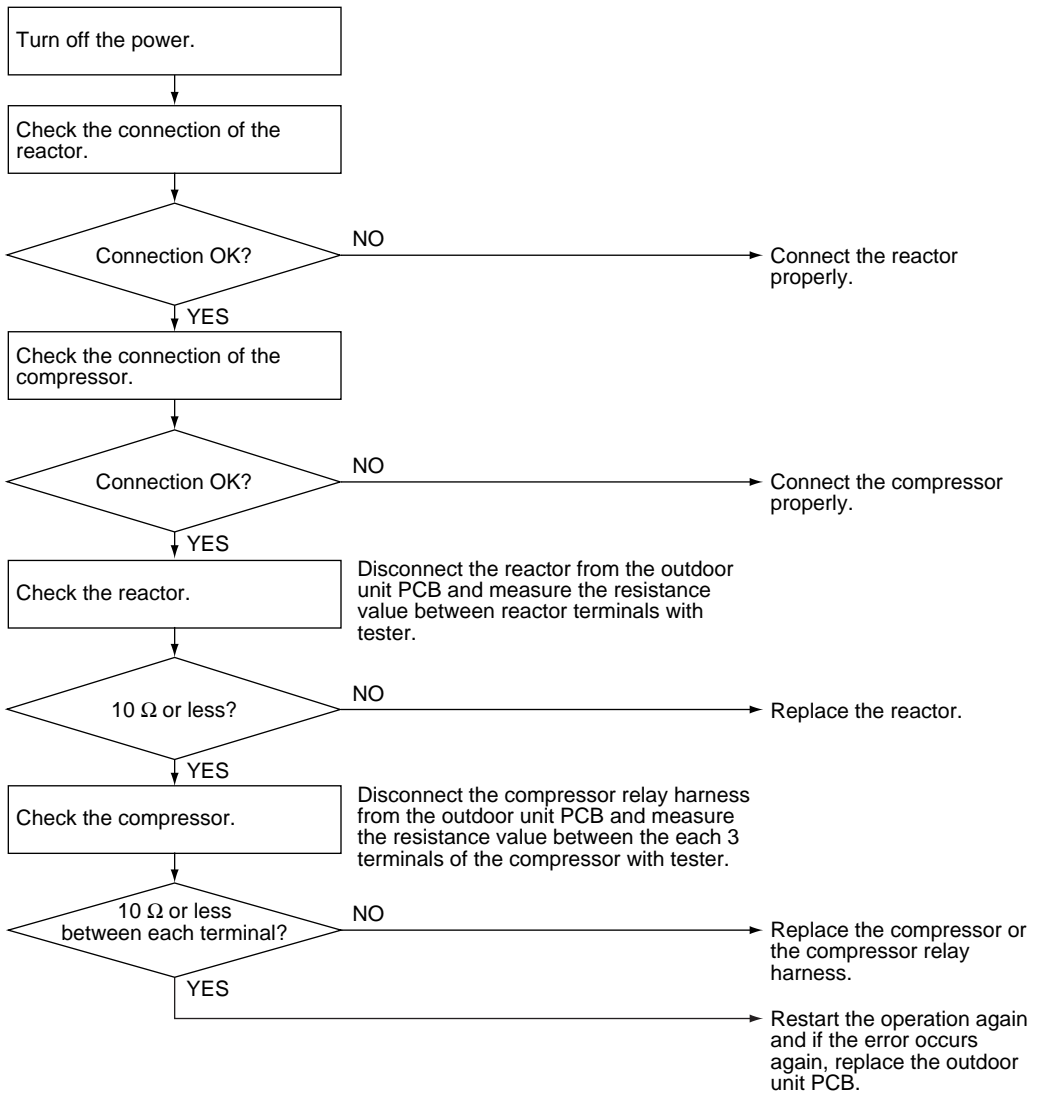 Turn off the power.
Check the connection of the
reactor.
Connection OK?
NO
Connect the reactor
properly.
YES
Check the connection of the
compressor.
Connection OK?
NO
Connect the compressor
properly.
YES
Check the reactor.
Disconnect the reactor from the outdoor
unit PCB and measure the resistance
value between reactor terminals with
tester.
10 Ω or less?
NO
Replace the reactor.
YES
Check the compressor.
Disconnect the compressor relay harness
from the outdoor unit PCB and measure
the resistance value between the each 3
terminals of the compressor with tester.
10 Ω or less
between each terminal?
NO
Replace the compressor or
the compressor relay
harness.
YES
Restart the operation again
and if the error occurs
again, replace the outdoor
unit PCB.